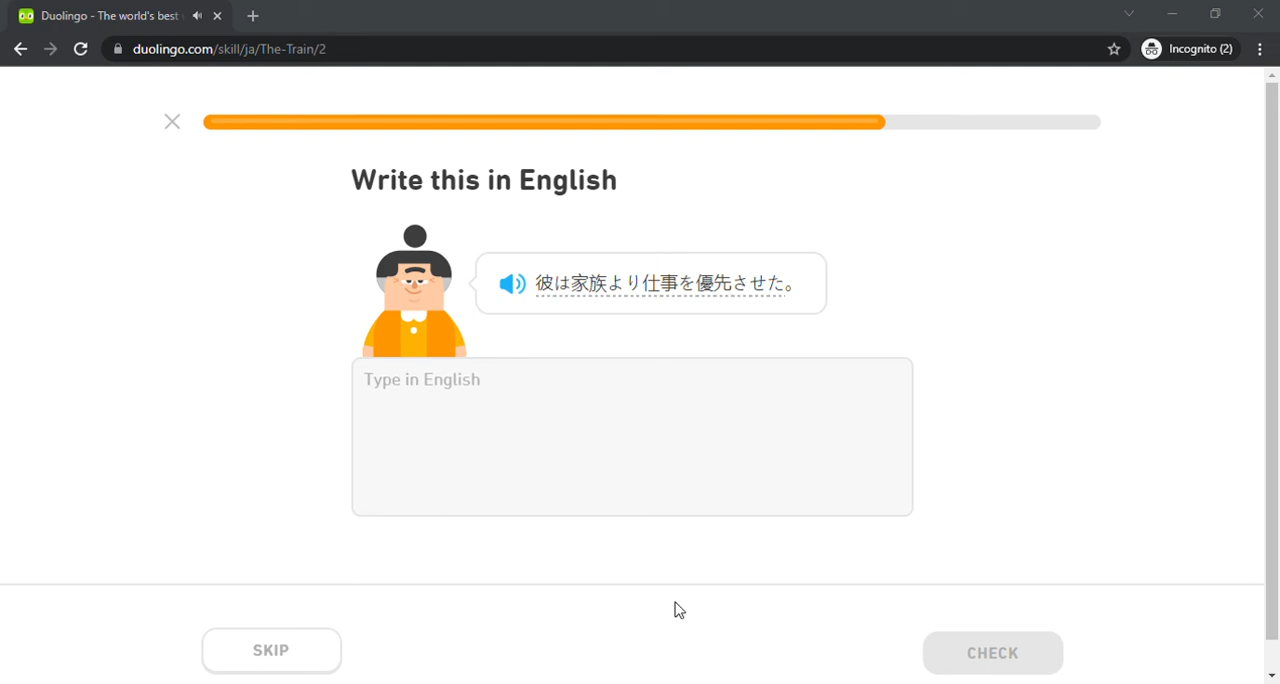 Duolingo - The world's best
duolingo.com/skill/ja/The-Train/2
Incognito (2)
Write this in English
彼は家族より仕事を優先させた。
Type in English
SKIP
CHECK